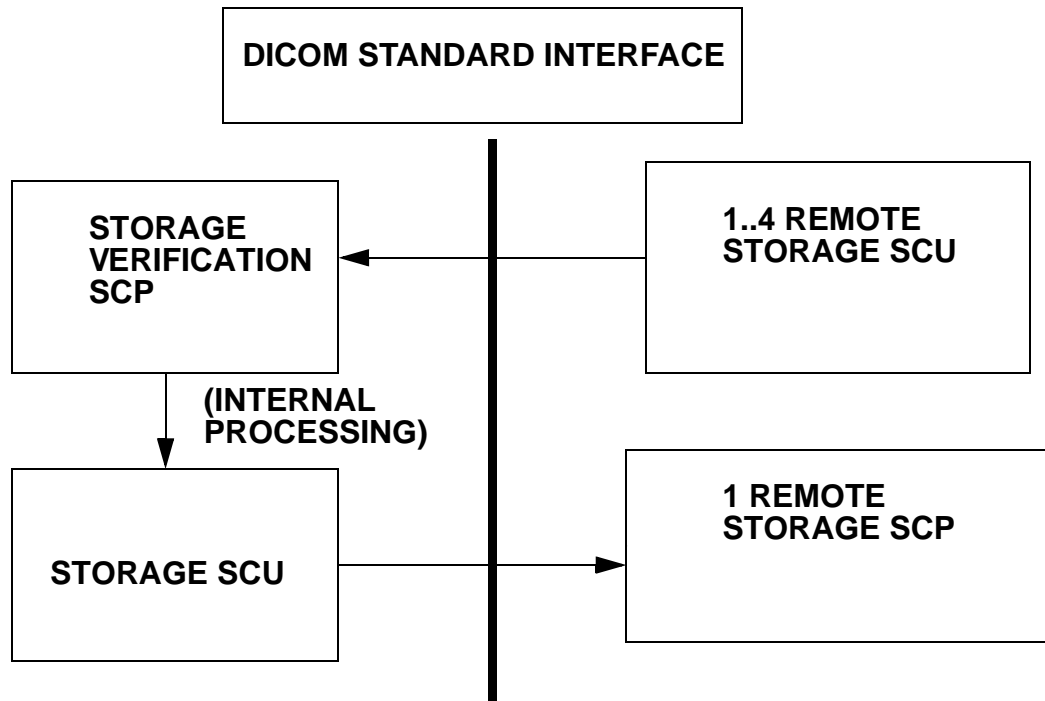 DICOM STANDARD INTERFACE
STORAGE
VERIFICATION
SCP
1..4 REMOTE
STORAGE SCU
(INTERNAL
PROCESSING)
STORAGE SCU
1 REMOTE
STORAGE SCP